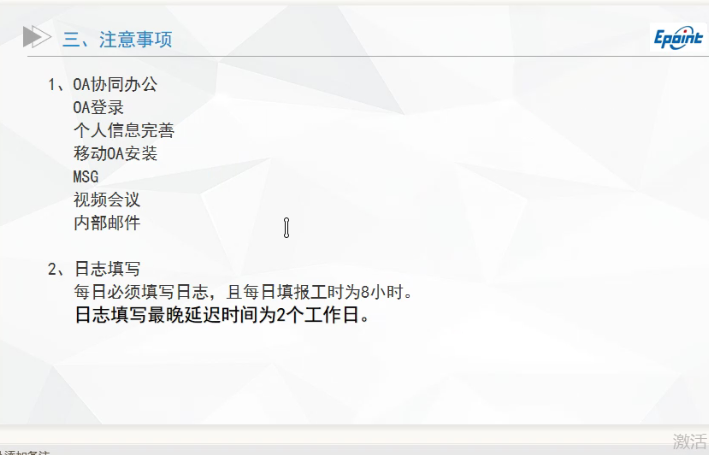 三、注意事项
Epoint
1、OA协同办公
OA登录
个人信息完善
移动OA安装
MSG
视频会议
内部邮件
2、日志填写
每日必须填写日志，且每日填报工时为8小时。
日志填写最晚延迟时间为2个工作日。
激活
添加备注